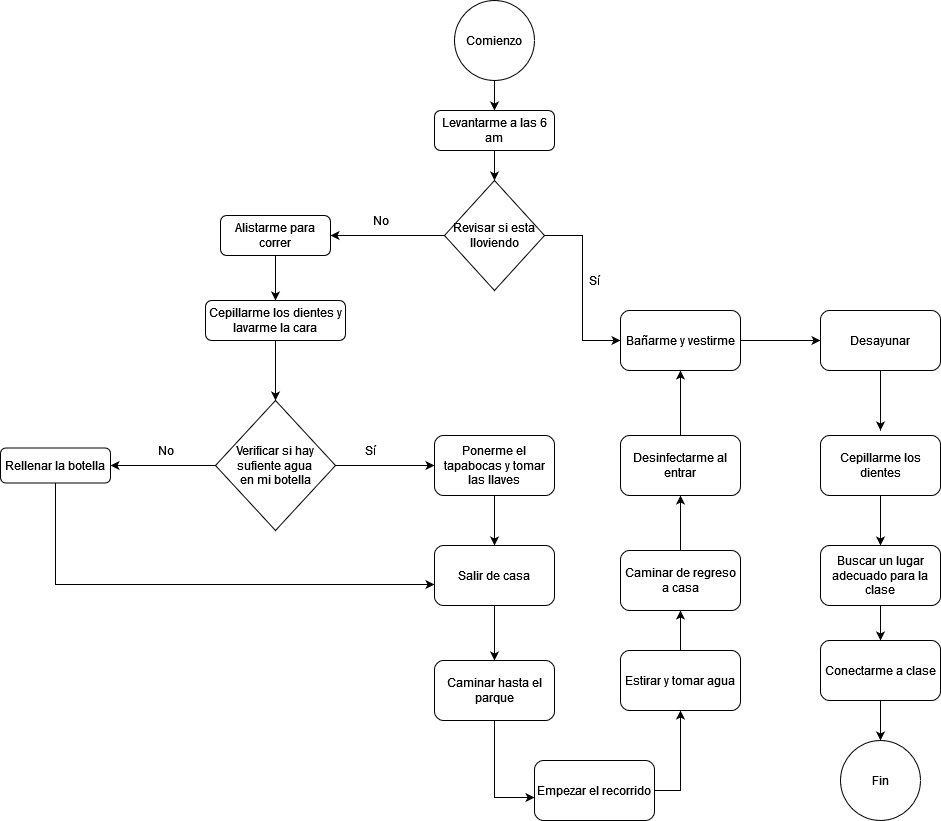 Comienzo
Levantarme a las 6
am
Revisar si esta
lloviendo
No
Alistarme para
correr
Cepillarme los dientes y
lavarme la cara
Verificar si hay
sufiente agua
en mi botella
No
Rellenar la botella
Sí
Ponerme el
tapabocas y tomar
las llaves
Salir de casa
Caminar hasta el
parque
Empezar el recorrido
Estirar y tomar agua
Caminar de regreso
a casa
Desinfectarme al
entrar
Sí
Bañarme y vestirme
Desayunar
Cepillarme los
dientes
Buscar un lugar
adecuado para la
clase
Conectarme a clase
Fin